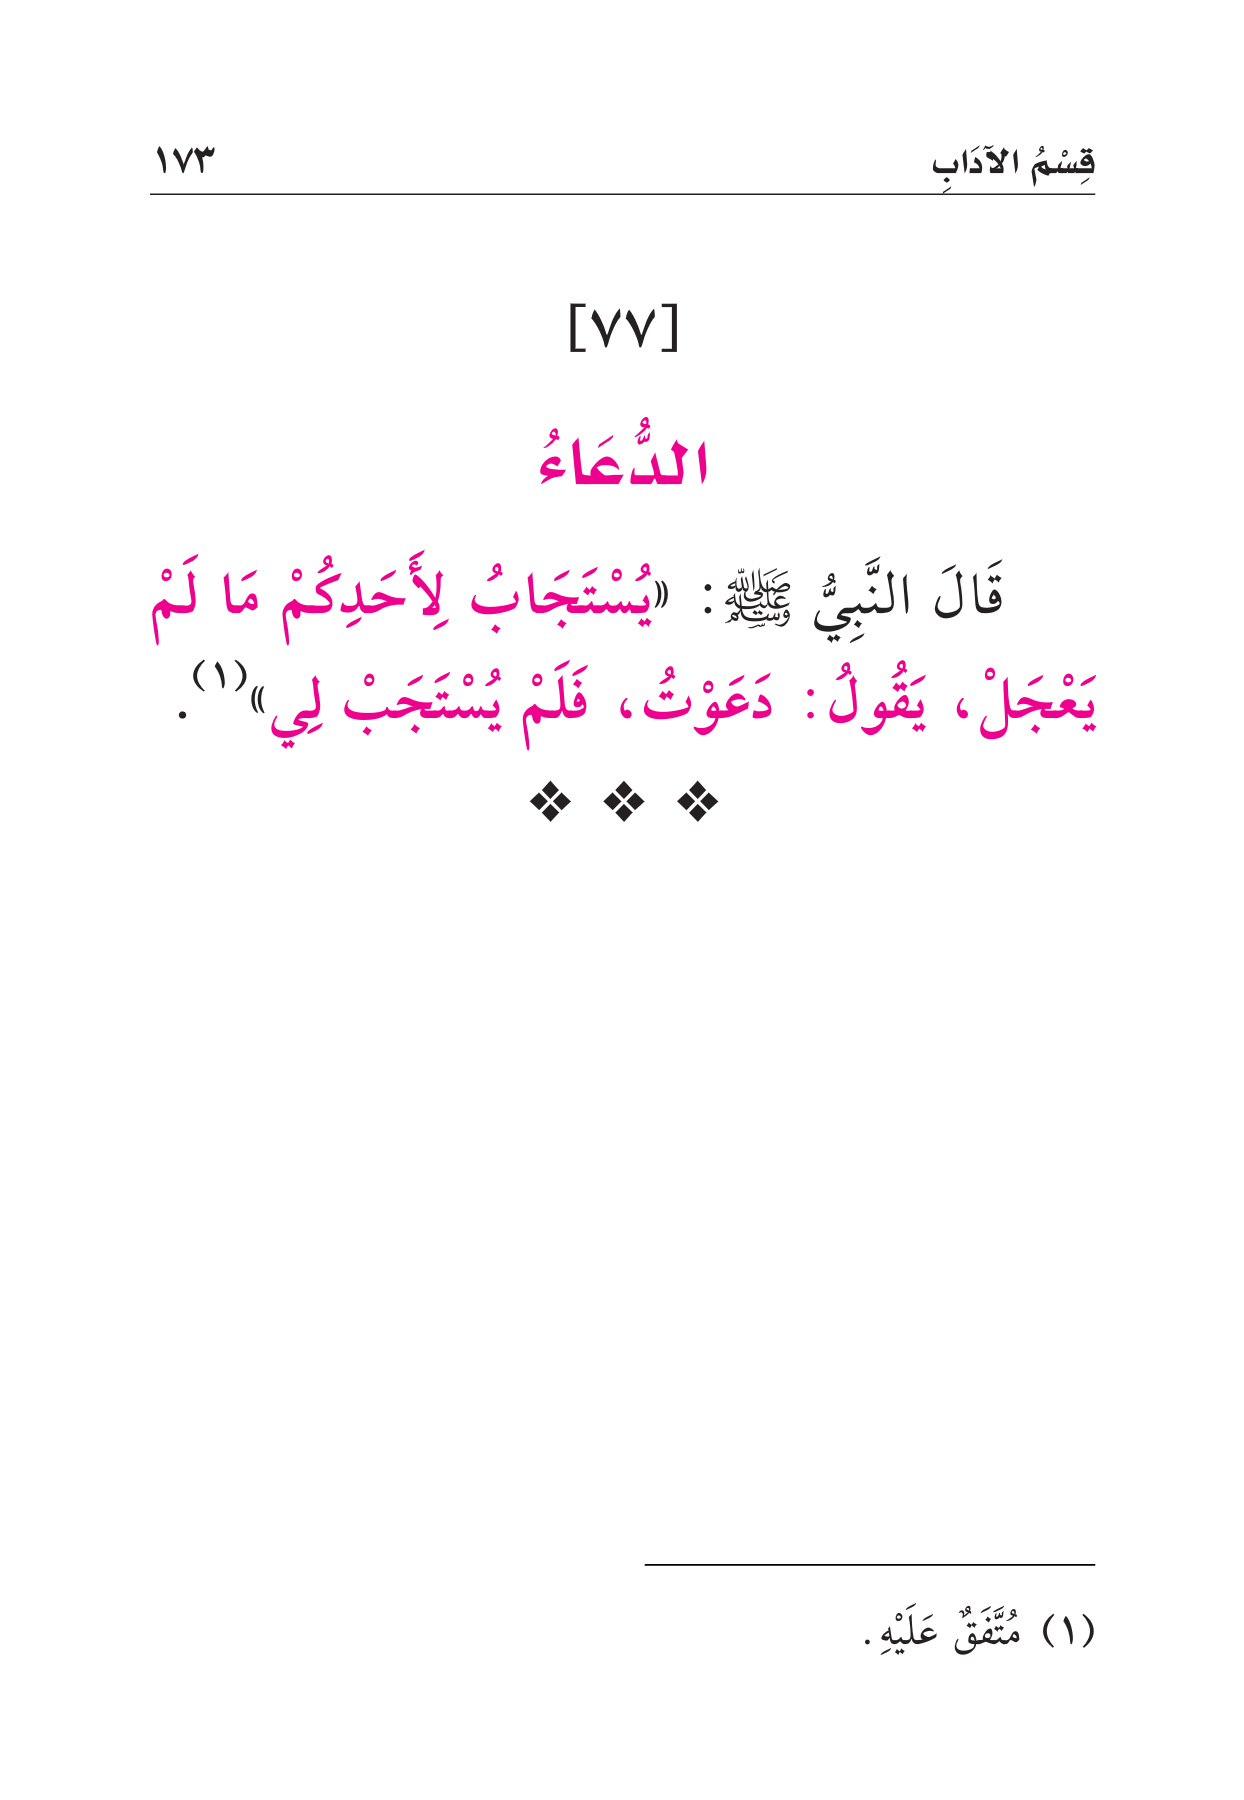 قِسْمُ الآدَابِ ١٧٣
[٧٧]
الدُّعَاءُ
قَالَ النَّبِيُّ ﷺ: «يُسْتَجَابُ لِأَحَدِكُمْ مَا لَمْ
يَعْجَلْ، يَقُولُ: دَعَوْتُ، فَلَمْ يُسْتَجَبْ لِي»(١).
❖ ❖ ❖
(١) مُتَّفَقٌ عَلَيْهِ.